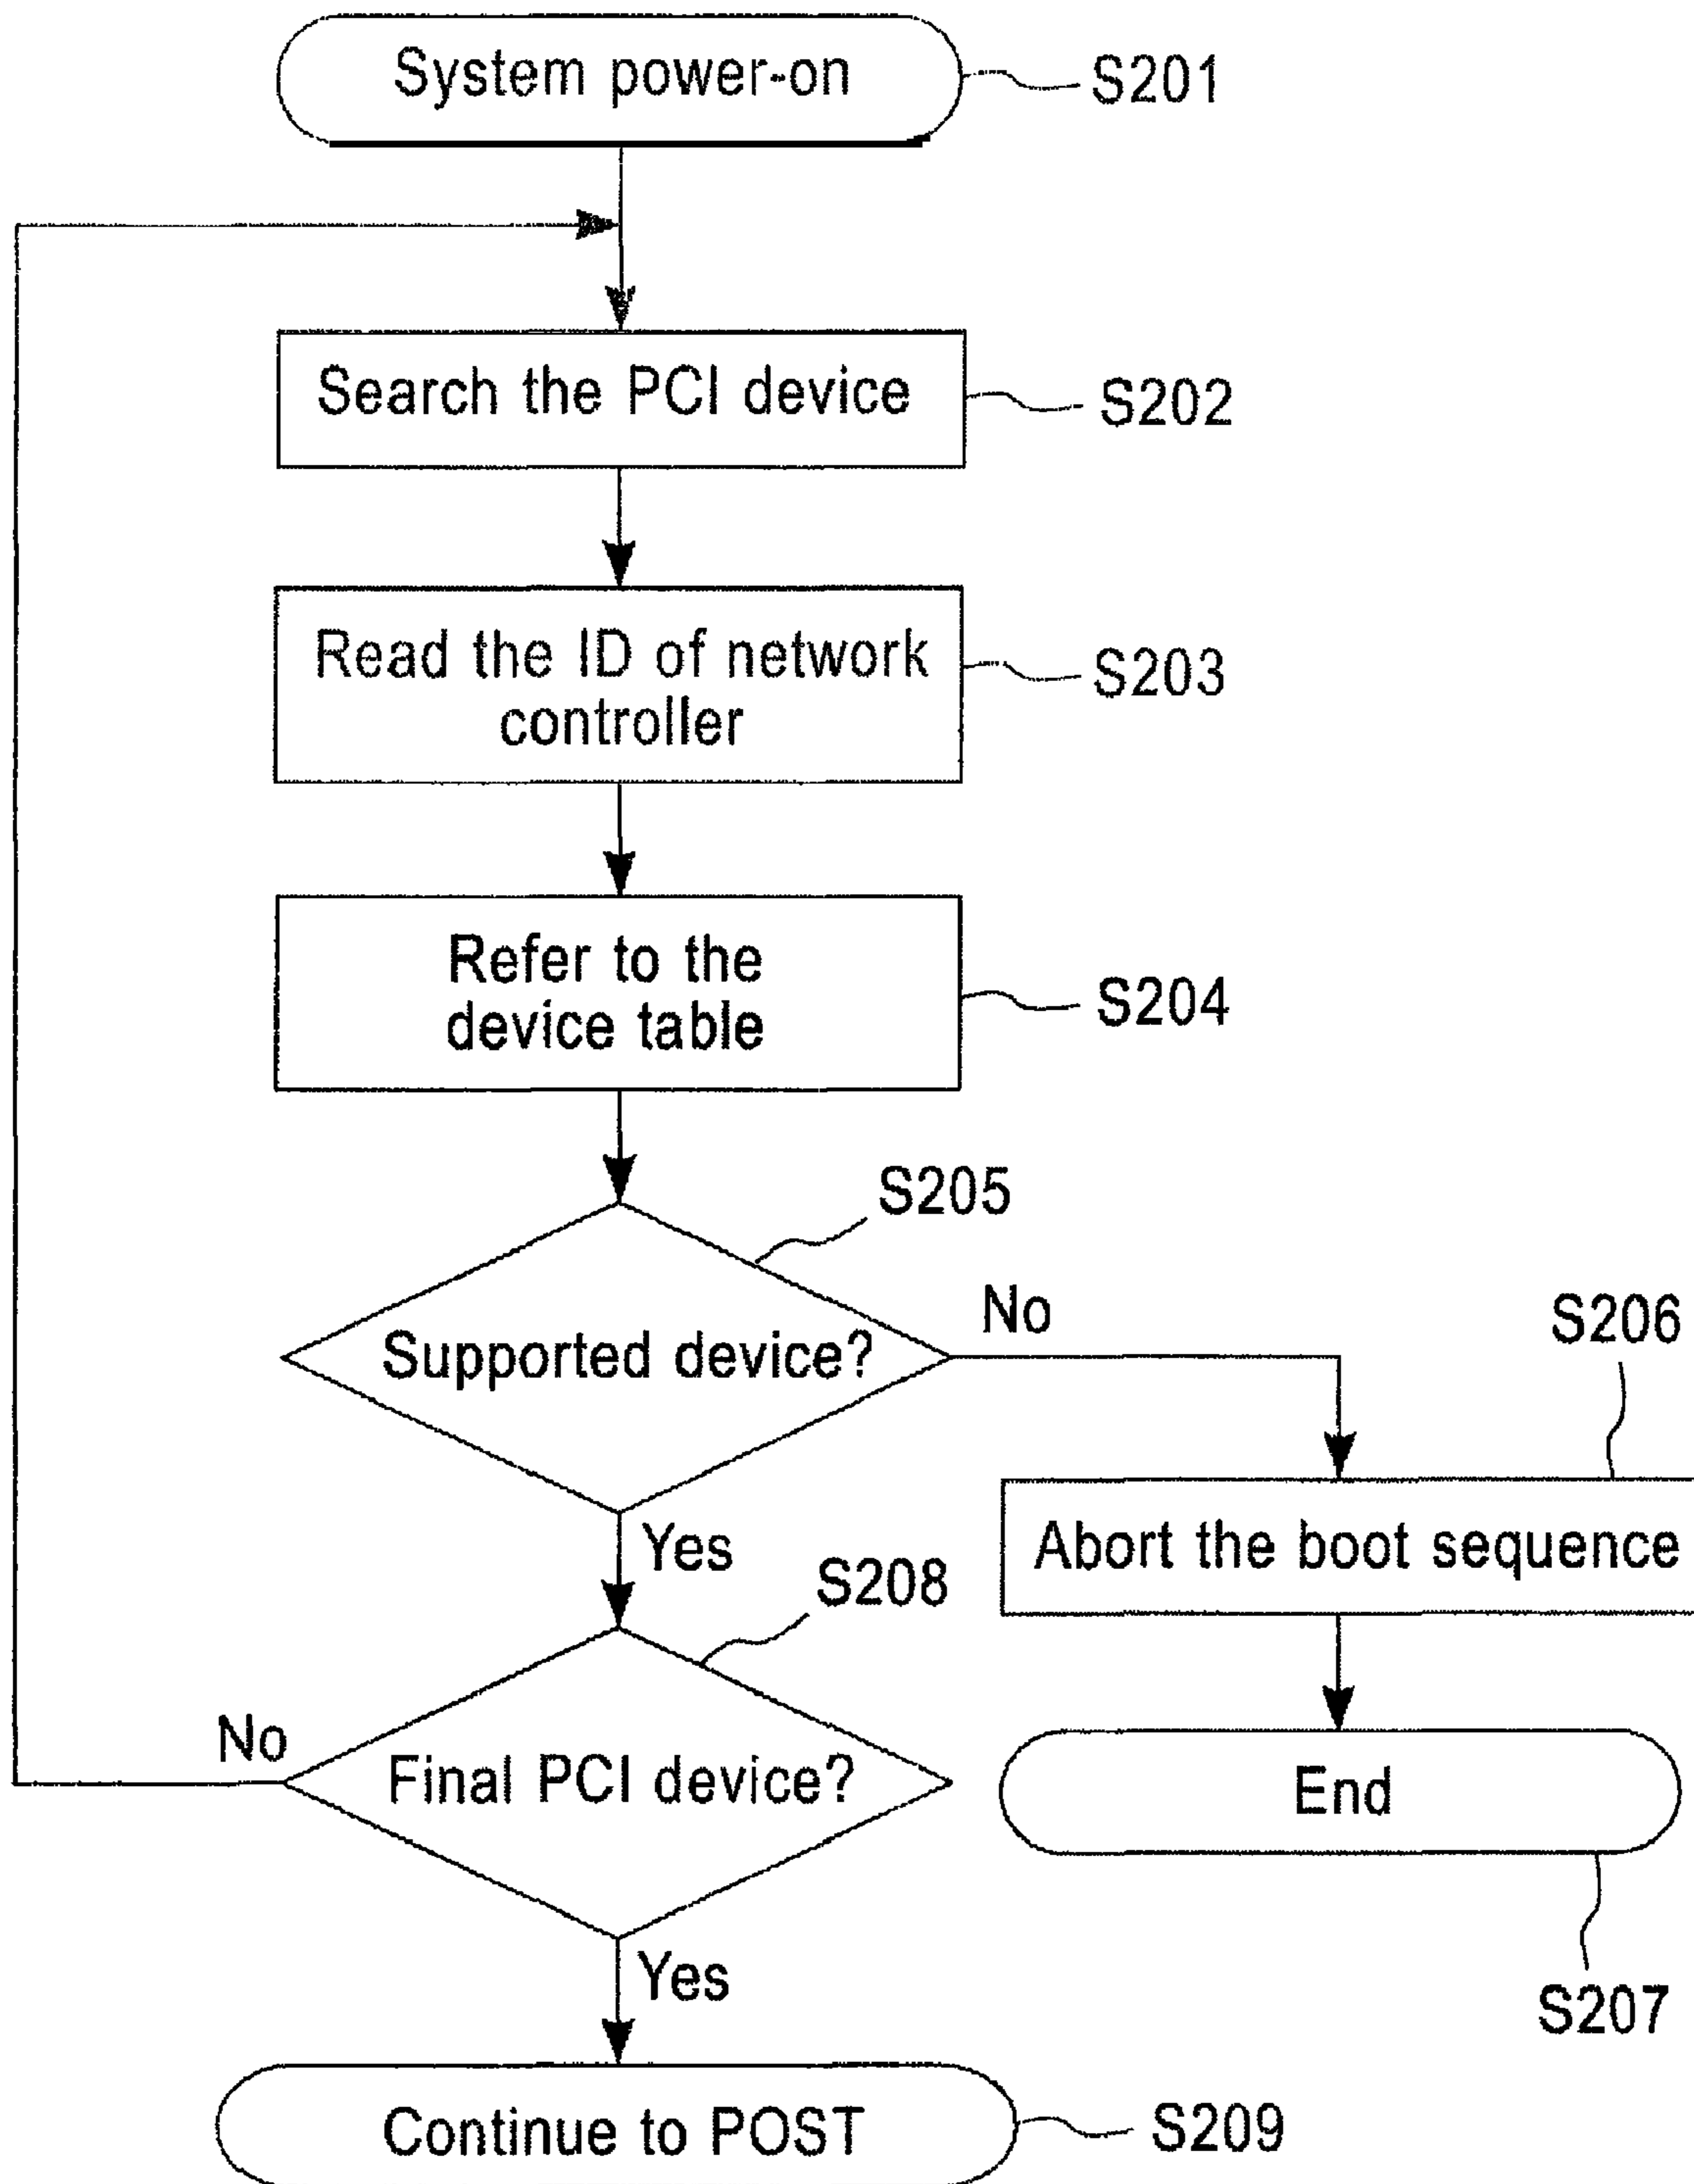 System power-on
S201
Search the PCI device
S202
Read the ID of network
controller
S203
Refer to the
device table
S204
S205
Supported device?
No
S206
Abort the boot sequence
Yes
S208
No
Final PCI device?
End
Yes
S207
Continue to POST
S209